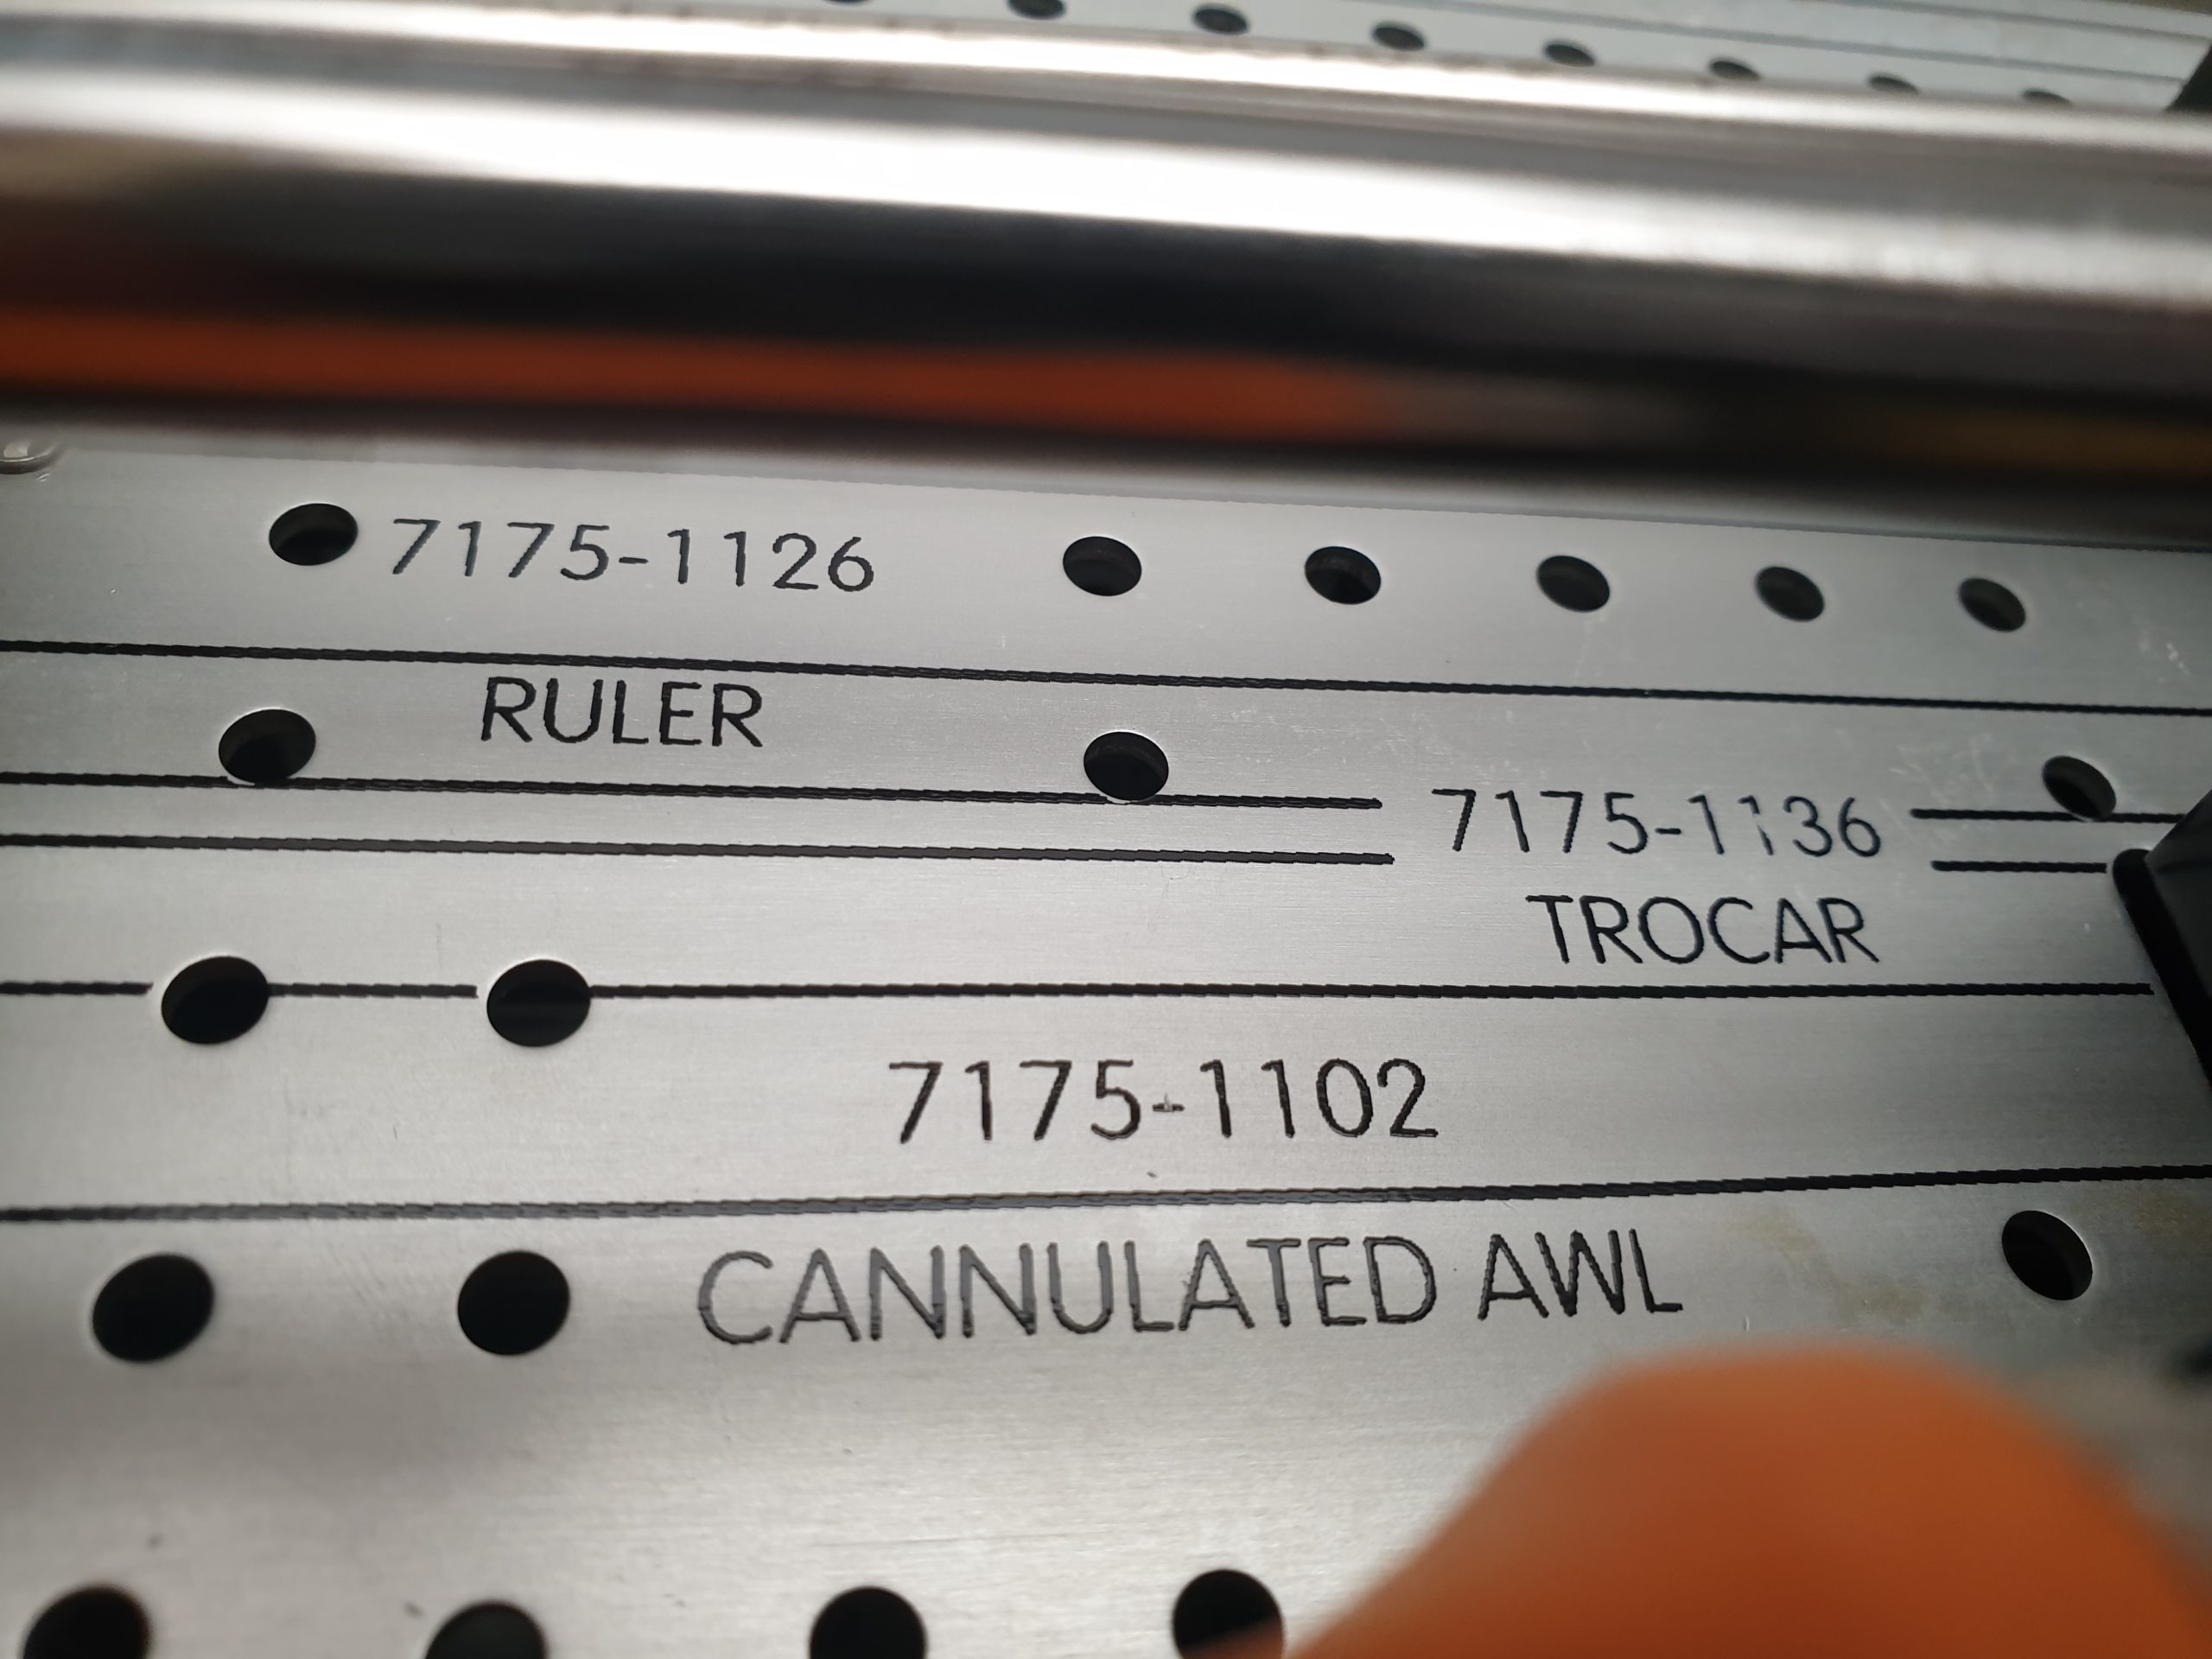 7175-1126
RULER
7175-1136
TROCAR
7175-1102
CANNULATED AWL